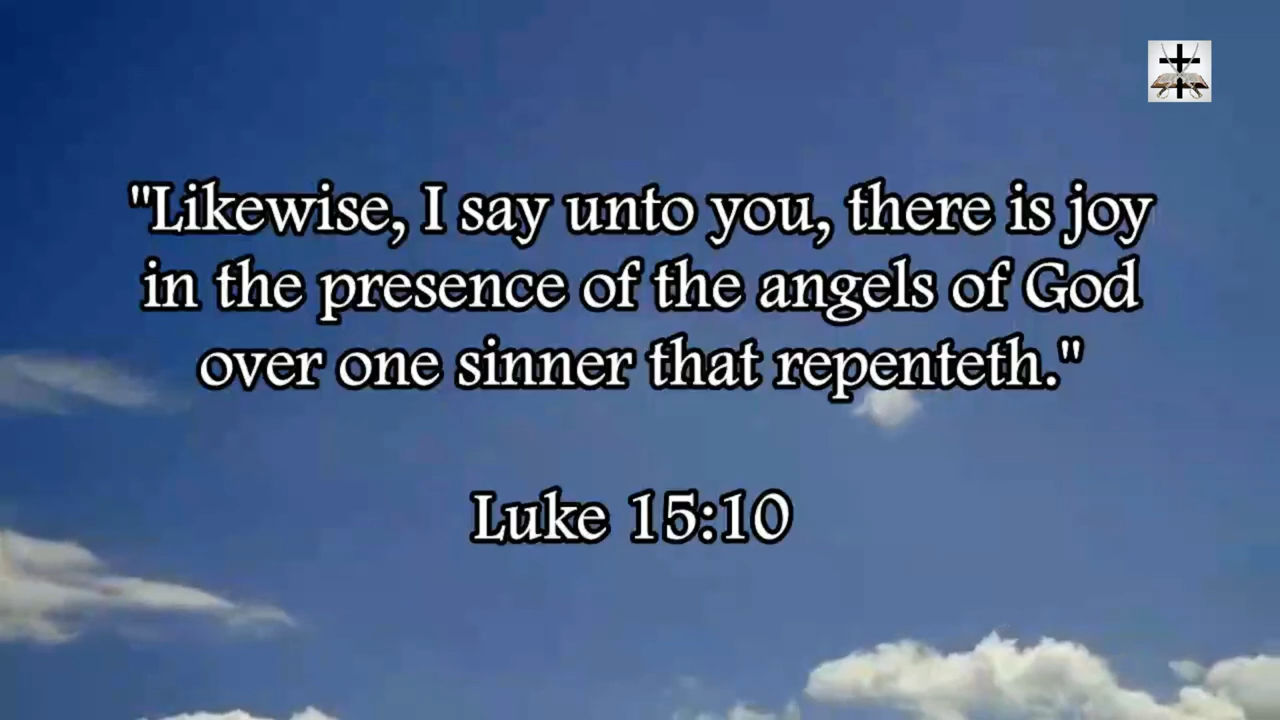 "Likewise, I say unto you, there is joy
in the presence of the angels of God
over one sinner that repenteth."
Luke 15:10